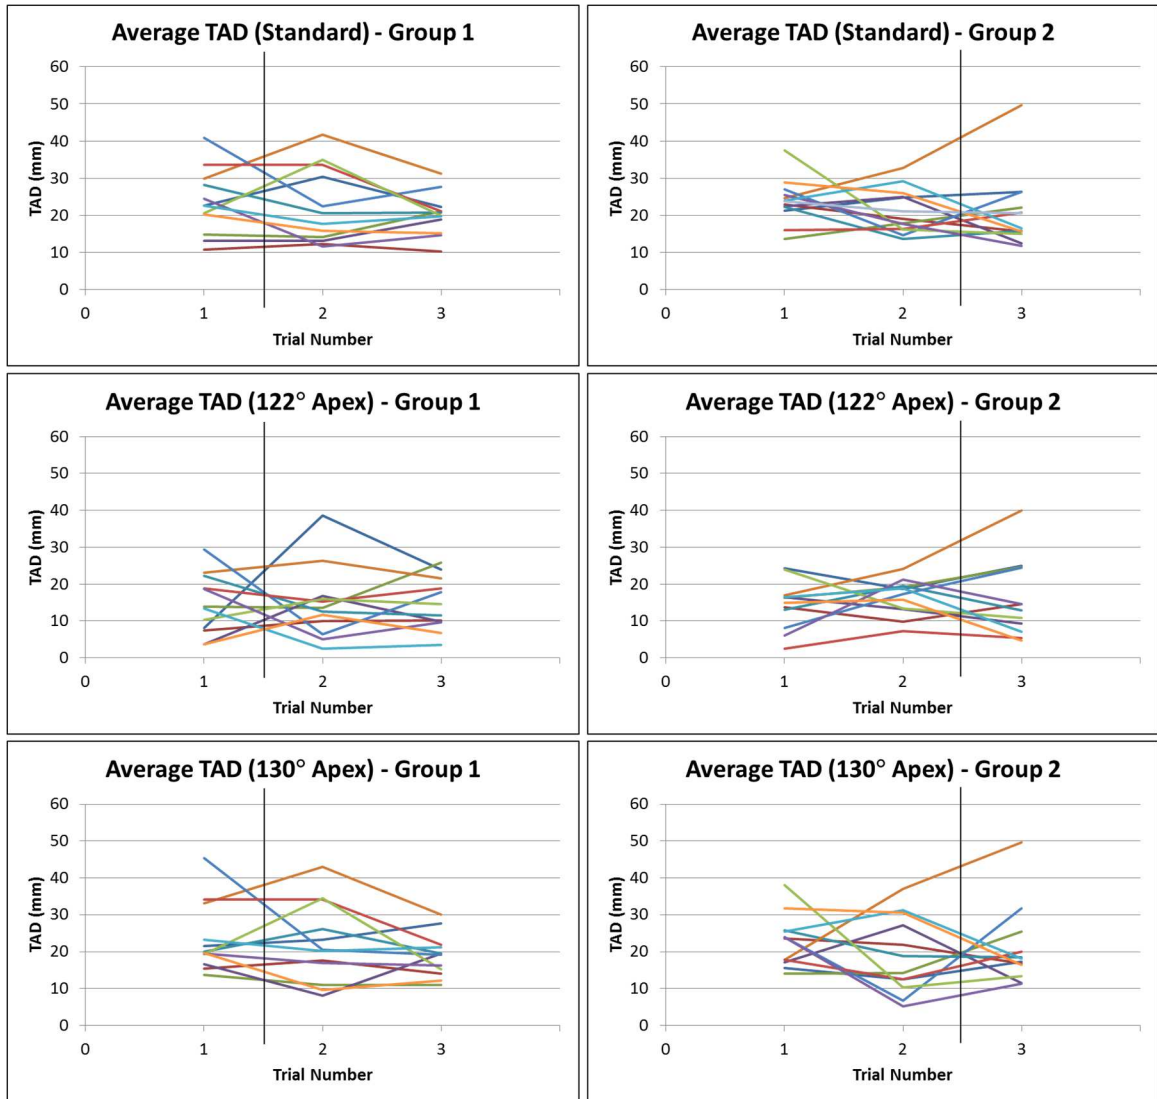 Average TAD (Standard) - Group 1
60
50
40
30
20
10
0
TAD (mm)
0 1 2 3
Trial Number
Average TAD (Standard) - Group 2
60
50
40
30
20
10
0
TAD (mm)
0 1 2 3
Trial Number
Average TAD (122° Apex) - Group 1
60
50
40
30
20
10
0
TAD (mm)
0 1 2 3
Trial Number
Average TAD (122° Apex) - Group 2
60
50
40
30
20
10
0
TAD (mm)
0 1 2 3
Trial Number
Average TAD (130° Apex) - Group 1
60
50
40
30
20
10
0
TAD (mm)
0 1 2 3
Trial Number
Average TAD (130° Apex) - Group 2
60
50
40
30
20
10
0
TAD (mm)
0 1 2 3
Trial Number